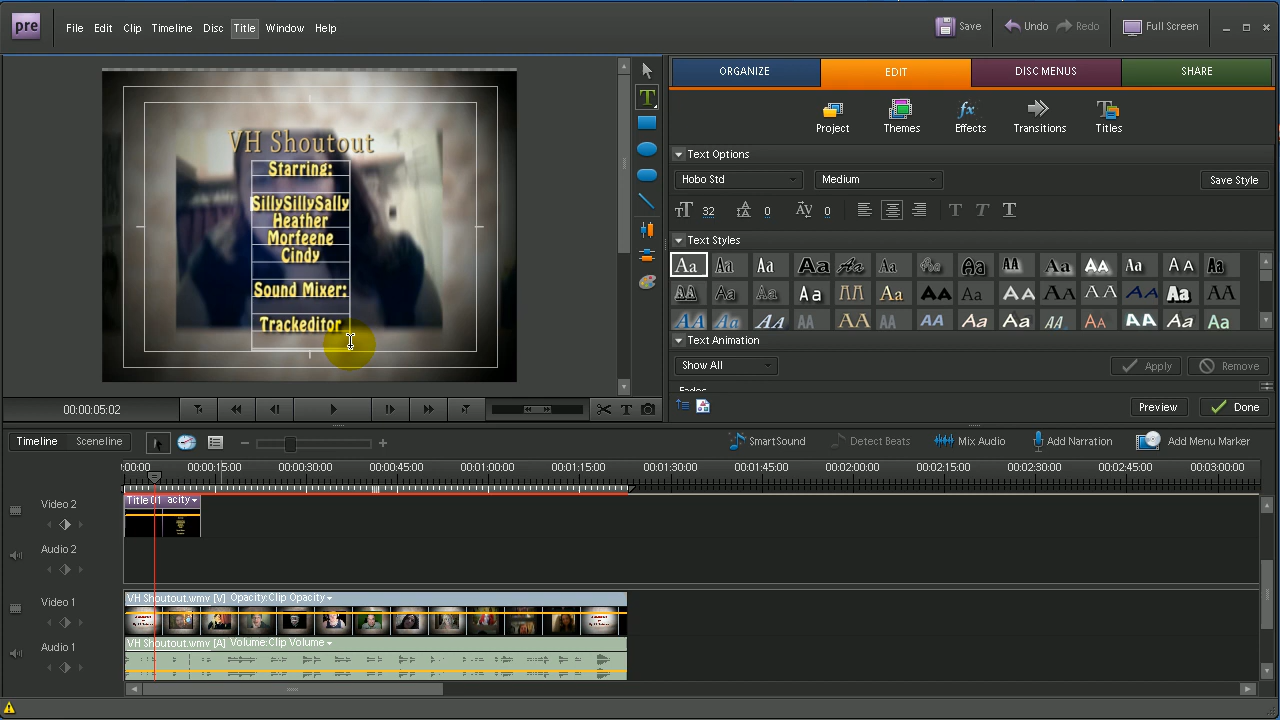 pre
File Edit Clip Timeline Disc Title Window Help
Save Undo Redo Full Screen
ORGANIZE EDIT DISC MENUS SHARE
Project Themes Effects Transitions Titles
VH Shoutout
Starring:
SillySillySally
Heather
Morfeene
Cindy
Sound Mixer:
Trackeditor
Text Options
Hobo Std Medium Save Style
32 0 0
Text Styles
Text Animation
Show All Apply Remove
Fades
Preview Done
00:00:05:02
Timeline Sceneline SmartSound Detect Beats Mix Audio Add Narration Add Menu Marker
:00:00 00:00:15:00 00:00:30:00 00:00:45:00 00:01:00:00 00:01:15:00 00:01:30:00 00:01:45:00 00:02:00:00 00:02:15:00 00:02:30:00 00:02:45:00 00:03:00:00
Video 2 Title 01 acity
Audio 2
Video 1 VH Shoutout.wmv [V] Opacity:Clip Opacity
Audio 1 VH Shoutout.wmv [A] Volume:Clip Volume